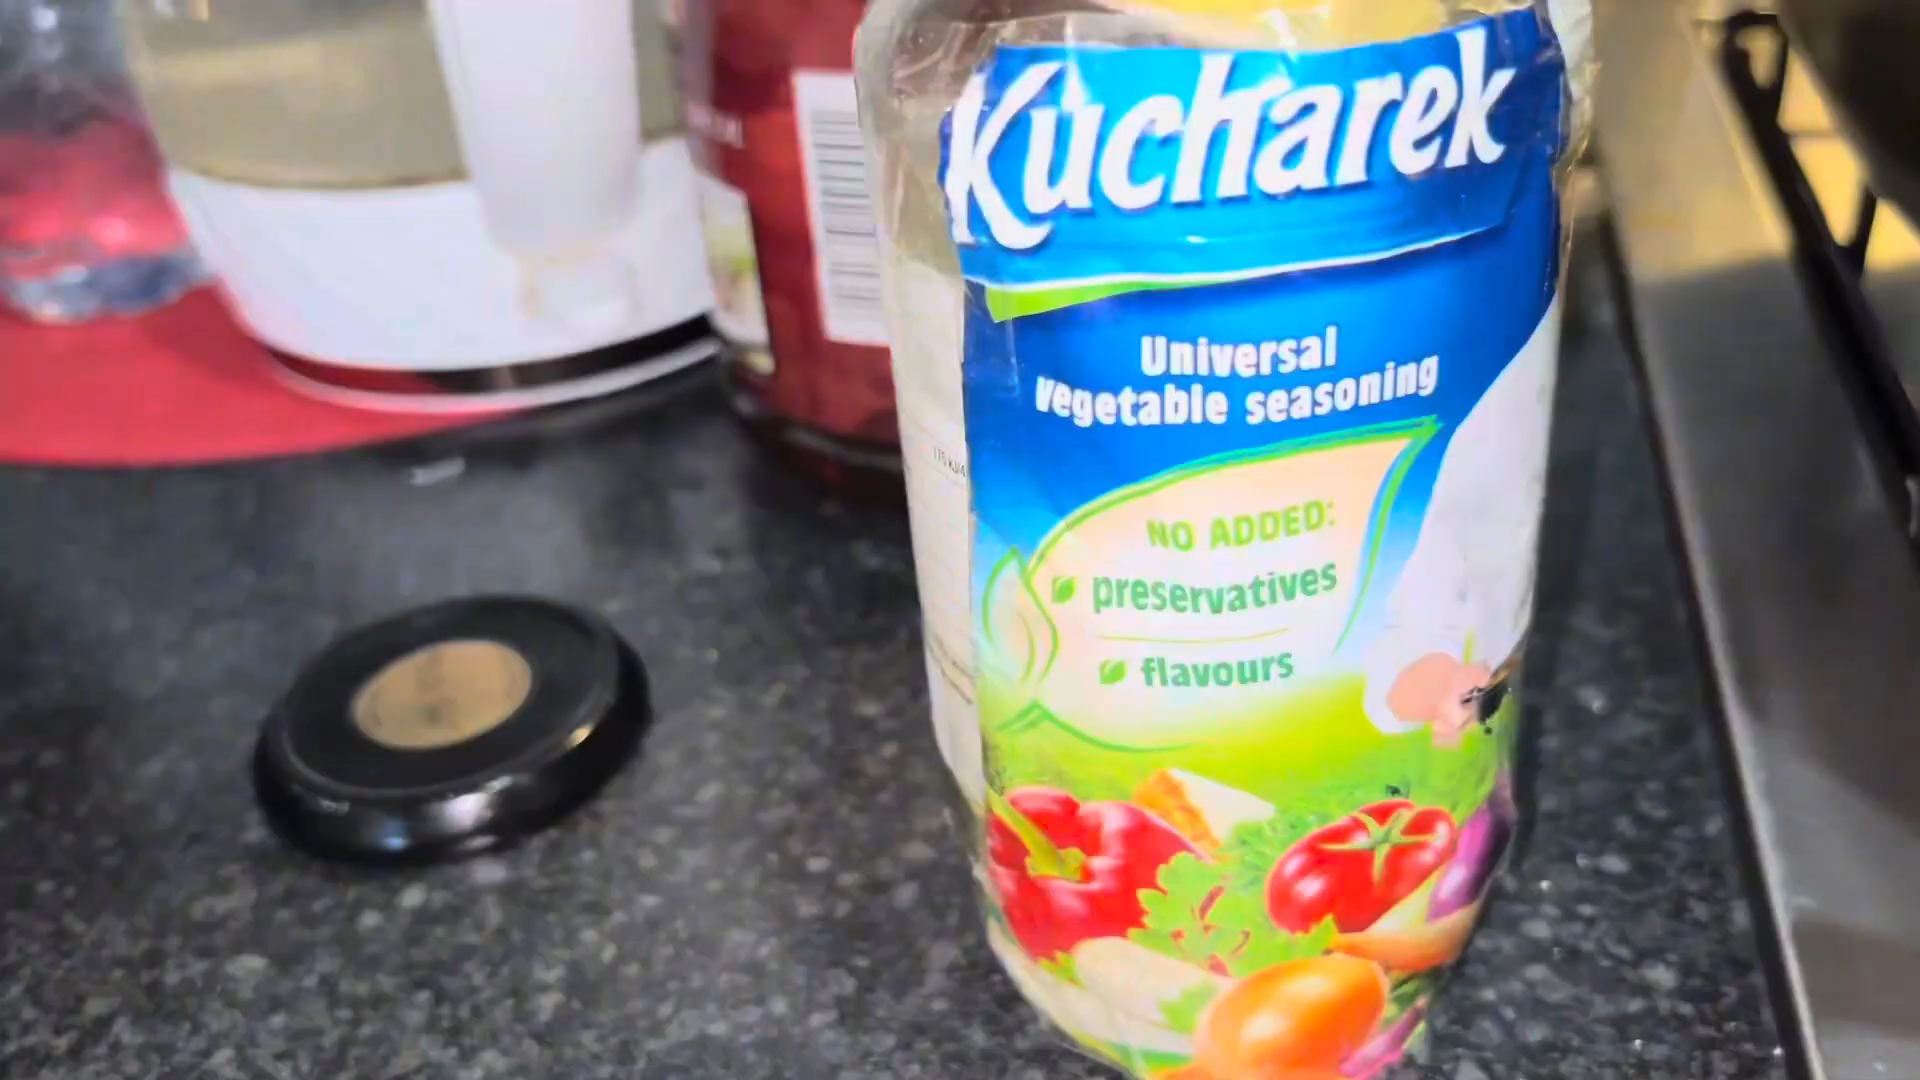 Kucharek
Universal
vegetable seasoning
NO ADDED:
preservatives
flavours